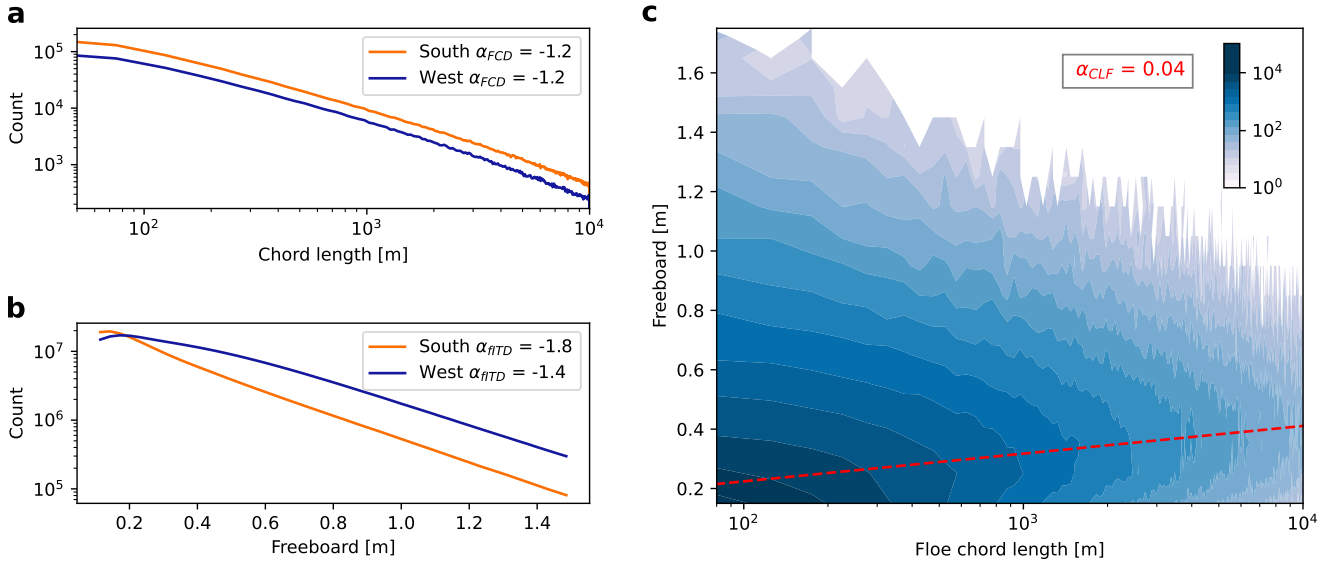 a
10^5
10^4
10^3
Count
South α_FCD = -1.2
West α_FCD = -1.2
10^2
10^3
10^4
Chord length [m]
b
10^7
10^6
10^5
Count
South α_fITD = -1.8
West α_fITD = -1.4
0.2
0.4
0.6
0.8
1.0
1.2
1.4
Freeboard [m]
c
1.6
1.4
1.2
1.0
0.8
0.6
0.4
0.2
Freeboard [m]
α_CLF = 0.04
10^4
10^2
10^0
10^2
10^3
10^4
Floe chord length [m]